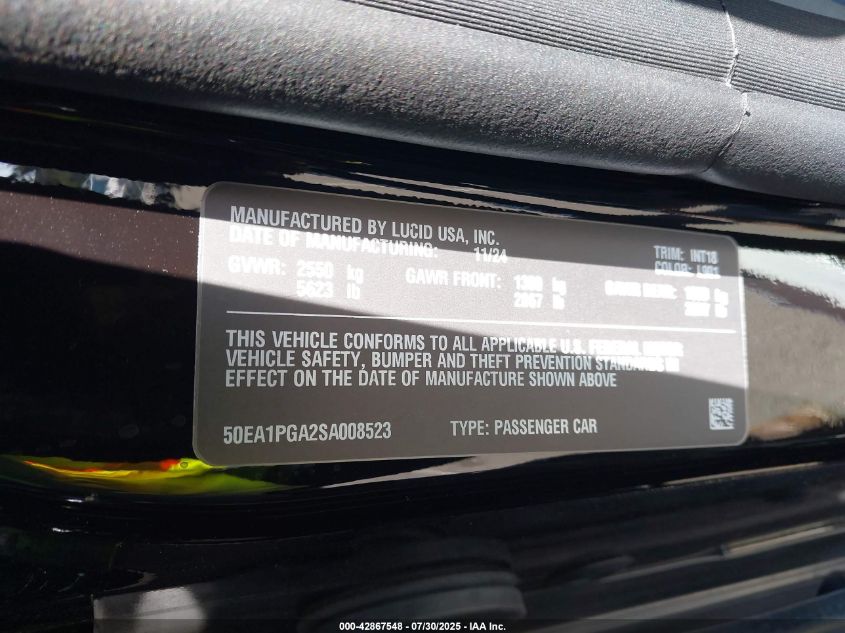 MANUFACTURED BY LUCID USA, INC.
DATE OF MANUFACTURING: 11/24 TRIM: INT18
GVWR: 2550 kg GAWR FRONT: kg COLOR:
5623 lb lb lb
THIS VEHICLE CONFORMS TO ALL APPLICABLE U.S. FEDERAL MOTOR
VEHICLE SAFETY, BUMPER AND THEFT PREVENTION STANDARDS IN
EFFECT ON THE DATE OF MANUFACTURE SHOWN ABOVE
50EA1PGA2SA008523 TYPE: PASSENGER CAR
000-42867548 - 07/30/2025 - IAA Inc.